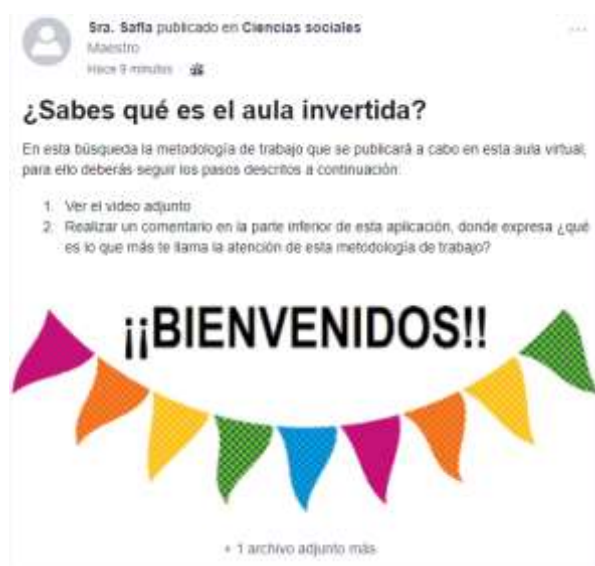 Sra. Safla publicado en Ciencias sociales
Maestro
Hace 9 minutos
¿Sabes qué es el aula invertida?
En esta búsqueda la metodología de trabajo que se publicará a cabo en esta aula virtual,
para ello deberás seguir los pasos descritos a continuación:
1. Ver el video adjunto
2. Realizar un comentario en la parte inferior de esta aplicación, donde expresa ¿qué
es lo que más te llama la atención de esta metodología de trabajo?
¡¡BIENVENIDOS!!
+ 1 archivo adjunto más